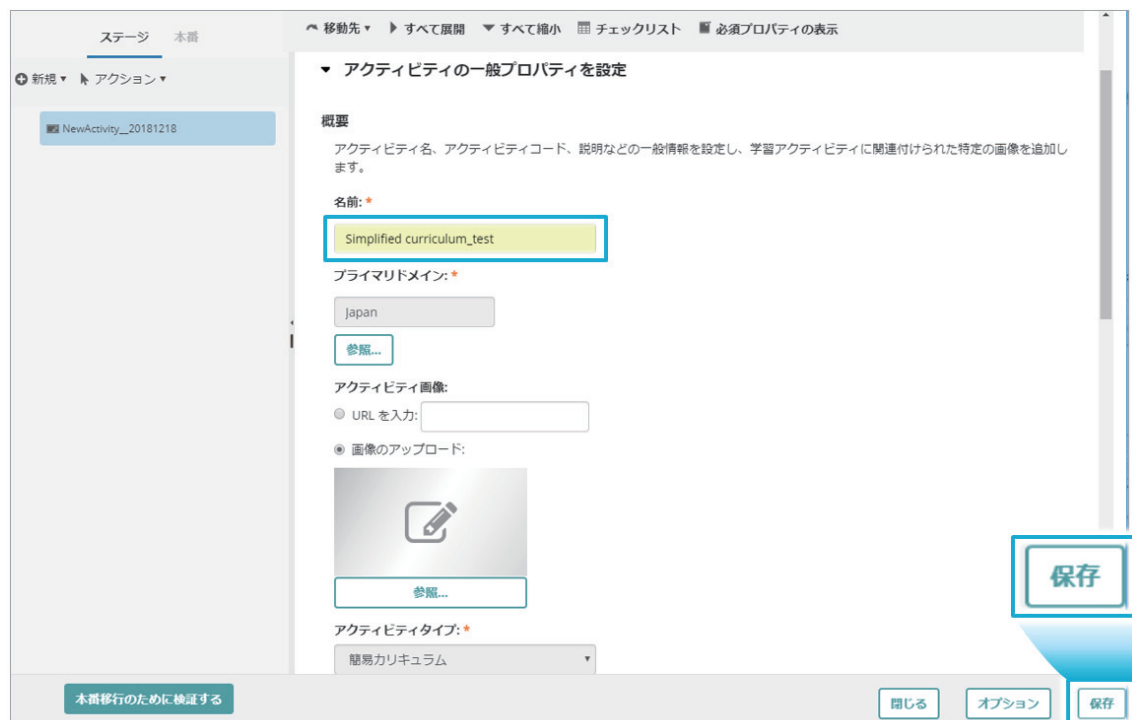 ステージ 本番
新規 アクション
NewActivity__20181218
移動先 すべて展開 すべて縮小 チェックリスト 必須プロパティの表示
アクティビティの一般プロパティを設定
概要
アクティビティ名、アクティビティコード、説明などの一般情報を設定し、学習アクティビティに関連付けられた特定の画像を追加し
ます。
名前: *
Simplified curriculum_test
プライマリドメイン: *
Japan
参照...
アクティビティ画像:
URL を入力:
画像のアップロード:
参照...
アクティビティタイプ: *
簡易カリキュラム
保存
本番移行のために検証する
閉じる オプション 保存